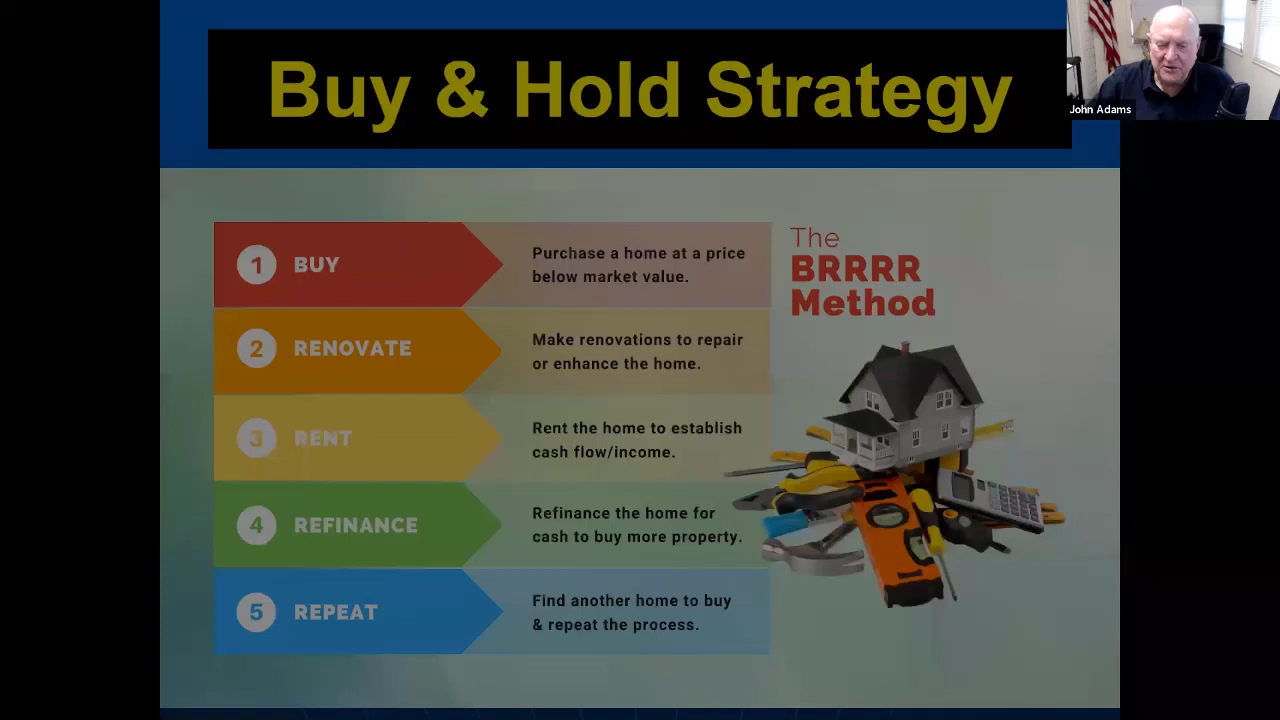 Buy & Hold Strategy
John Adams
The
BRRRR
Method
1 BUY
Purchase a home at a price
below market value.
2 RENOVATE
Make renovations to repair
or enhance the home.
3 RENT
Rent the home to establish
cash flow/income.
4 REFINANCE
Refinance the home for
cash to buy more property.
5 REPEAT
Find another home to buy
& repeat the process.